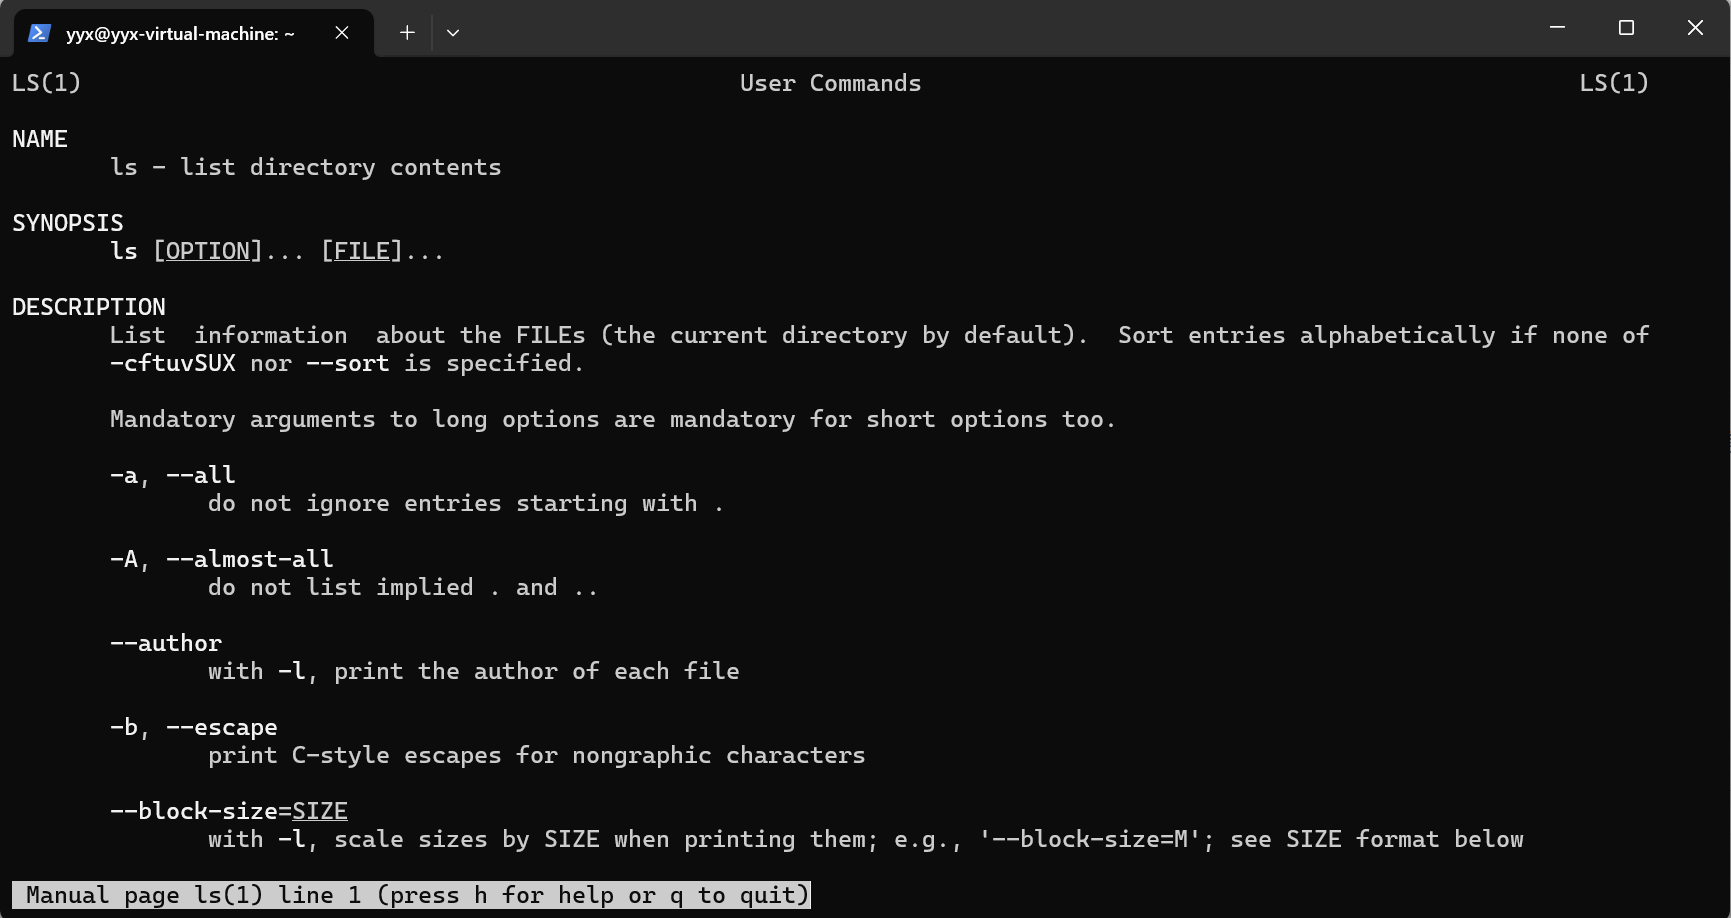 yyx@yyx-virtual-machine: ~
LS(1) User Commands LS(1)
NAME
ls - list directory contents
SYNOPSIS
ls [OPTION]... [FILE]...
DESCRIPTION
List information about the FILEs (the current directory by default). Sort entries alphabetically if none of
-cftuvSUX nor --sort is specified.
Mandatory arguments to long options are mandatory for short options too.
-a, --all
do not ignore entries starting with .
-A, --almost-all
do not list implied . and ..
--author
with -l, print the author of each file
-b, --escape
print C-style escapes for nongraphic characters
--block-size=SIZE
with -l, scale sizes by SIZE when printing them; e.g., '--block-size=M'; see SIZE format below
Manual page ls(1) line 1 (press h for help or q to quit)